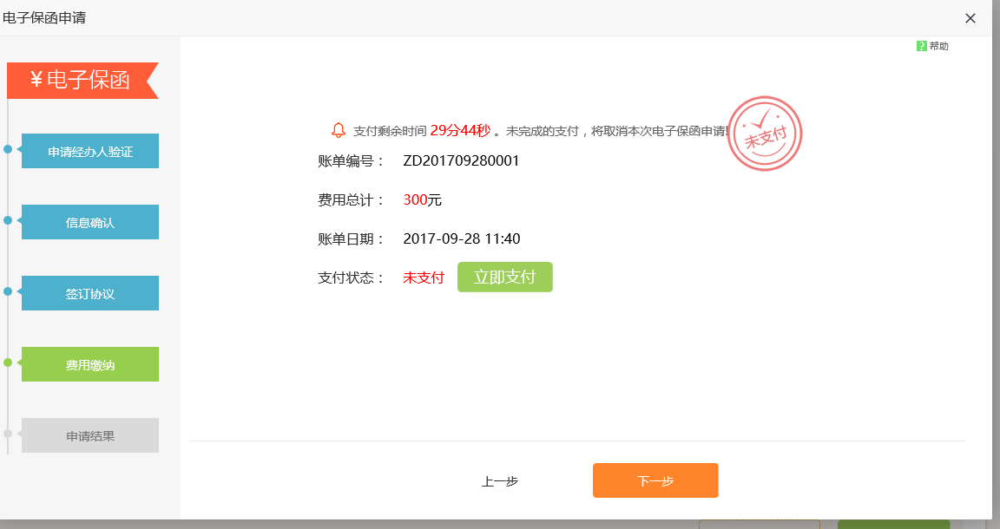 电子保函申请
帮助
￥电子保函
申请经办人验证
信息确认
签订协议
费用缴纳
申请结果
支付剩余时间 29分44秒 。未完成的支付，将取消本次电子保函申请!
未支付
账单编号： ZD201709280001
费用总计： 300元
账单日期： 2017-09-28 11:40
支付状态： 未支付 立即支付
上一步 下一步